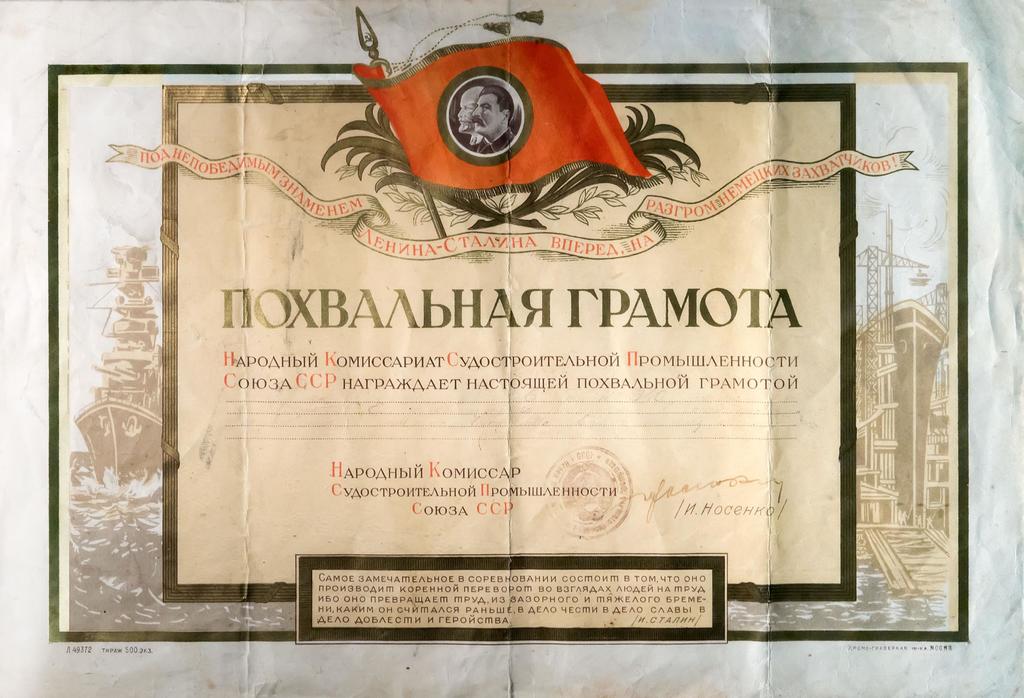 ПОД НЕПОБЕДИМЫМ ЗНАМЕНЕМ
ЛЕНИНА-СТАЛИНА ВПЕРЕД, НА
РАЗГРОМ НЕМЕЦКИХ ЗАХВАТЧИКОВ!
ПОХВАЛЬНАЯ ГРАМОТА
НАРОДНЫЙ КОМИССАРИАТ СУДОСТРОИТЕЛЬНОЙ ПРОМЫШЛЕННОСТИ
СОЮЗА ССР НАГРАЖДАЕТ НАСТОЯЩЕЙ ПОХВАЛЬНОЙ ГРАМОТОЙ
НАРОДНЫЙ КОМИССАР
СУДОСТРОИТЕЛЬНОЙ ПРОМЫШЛЕННОСТИ
СОЮЗА ССР
/И. Носенко/
САМОЕ ЗАМЕЧАТЕЛЬНОЕ В СОРЕВНОВАНИИ СОСТОИТ В ТОМ, ЧТО ОНО
ПРОИЗВОДИТ КОРЕННОЙ ПЕРЕВОРОТ ВО ВЗГЛЯДАХ ЛЮДЕЙ НА ТРУД
ИБО ОНО ПРЕВРАЩАЕТ ТРУД, ИЗ ЗАЗОРНОГО И ТЯЖЕЛОГО БРЕМЕ-
НИ, КАКИМ ОН СЧИТАЛСЯ РАНЬШЕ, В ДЕЛО ЧЕСТИ В ДЕЛО СЛАВЫ В
ДЕЛО ДОБЛЕСТИ И ГЕРОЙСТВА.
/И. СТАЛИН/
Л 49372 ТИРАЖ 500 ЭКЗ.
МОСКВА